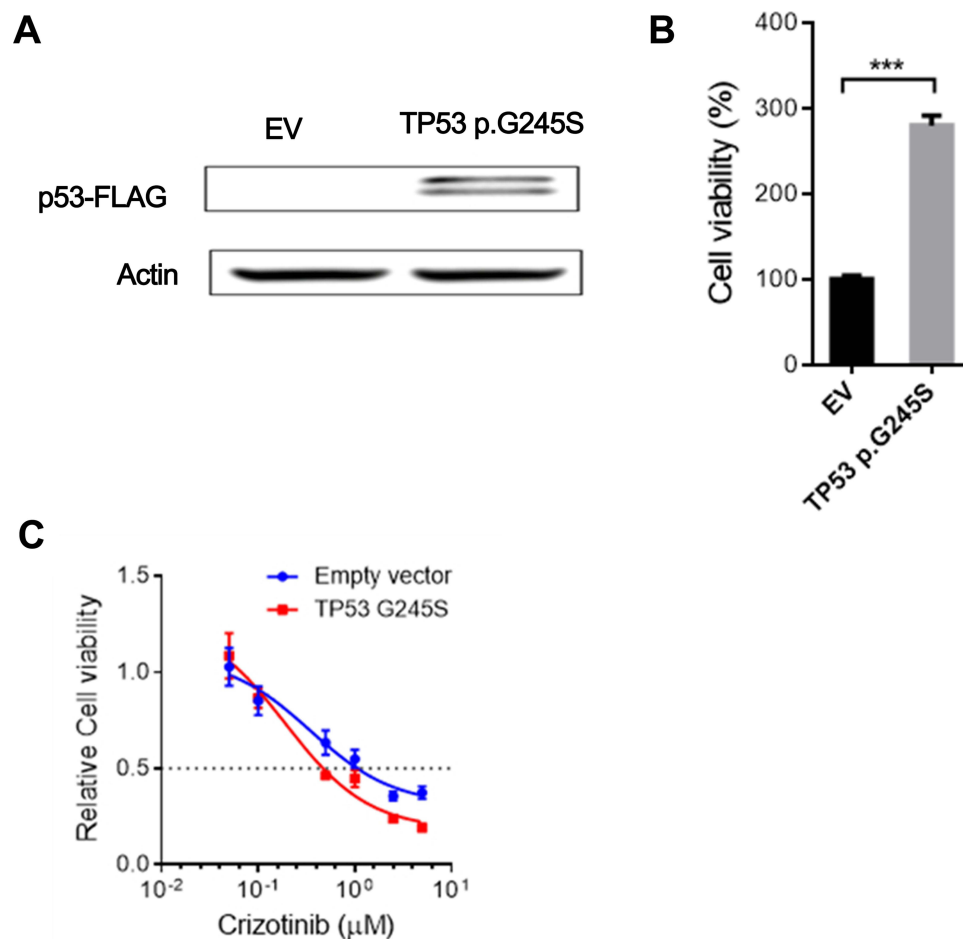 A
EV TP53 p.G245S
p53-FLAG
Actin
B
Cell viability (%)
400
300
200
100
0
***
EV
TP53 p.G245S
C
Relative Cell viability
1.5
1.0
0.5
0.0
Empty vector
TP53 G245S
10⁻² 10⁻¹ 10⁰ 10¹
Crizotinib (μM)